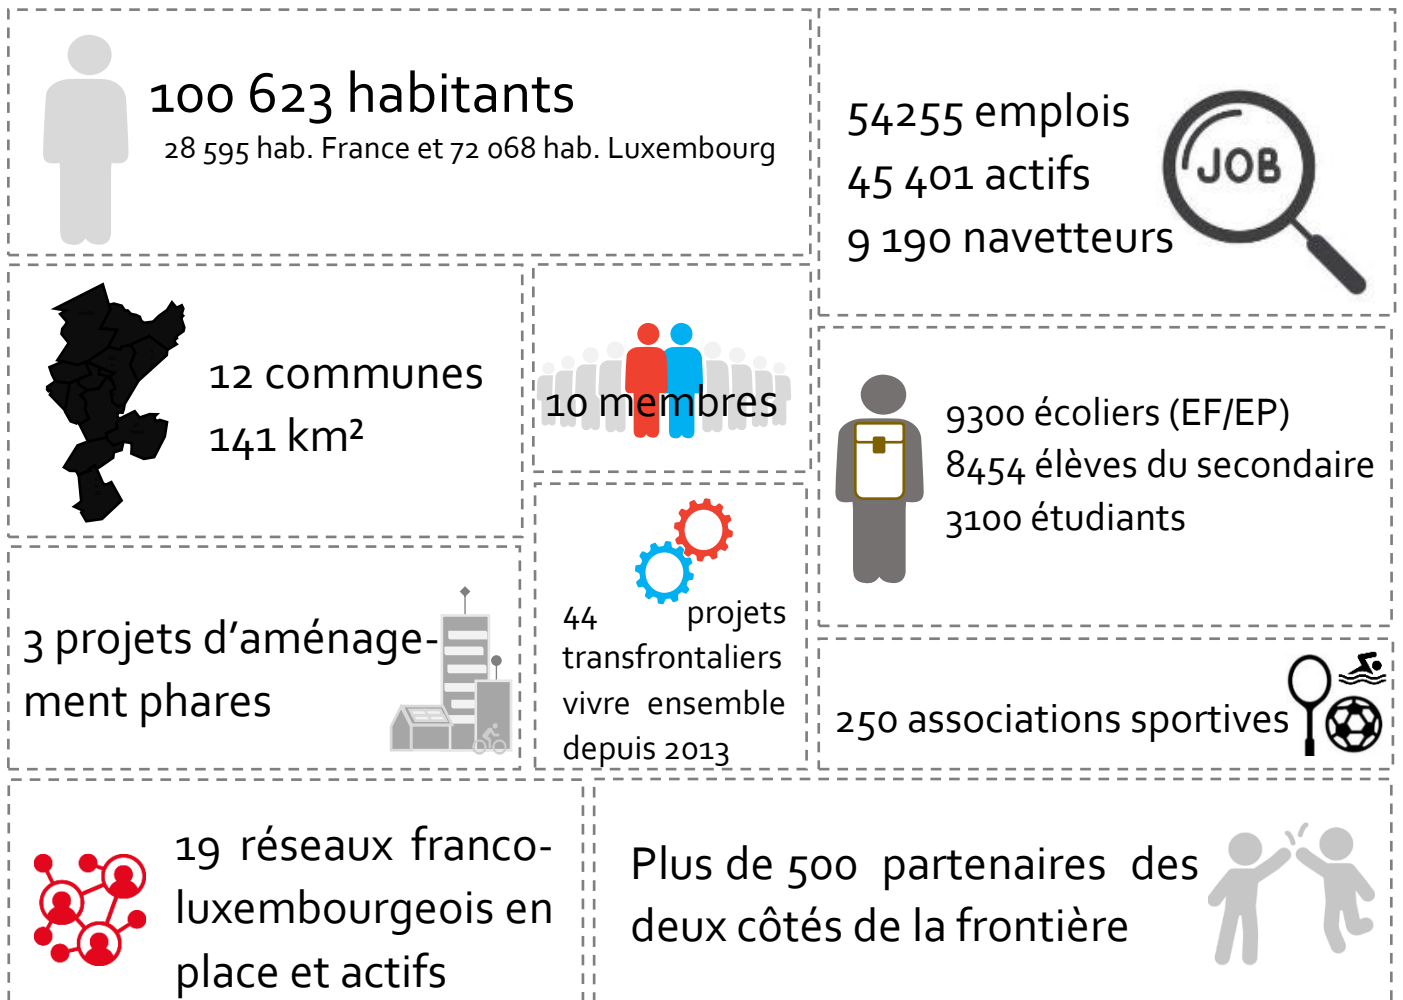 100 623 habitants
28 595 hab. France et 72 068 hab. Luxembourg
54255 emplois
45 401 actifs
9 190 navetteurs
JOB
12 communes
141 km²
10 membres
9300 écoliers (EF/EP)
8454 élèves du secondaire
3100 étudiants
3 projets d’aménage-
ment phares
44 projets
transfrontaliers
vivre ensemble
depuis 2013
250 associations sportives
19 réseaux franco-
luxembourgeois en
place et actifs
Plus de 500 partenaires des
deux côtés de la frontière